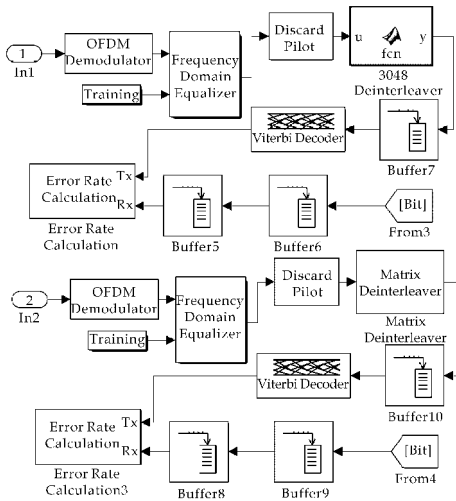 1
In1
OFDM
Demodulator
Training
Frequency
Domain
Equalizer
Discard
Pilot
u
fcn
y
3048
Deinterleaver
Buffer7
Viterbi Decoder
Error Rate
Calculation
Tx
Rx
Error Rate
Calculation
Buffer5
Buffer6
[Bit]
From3
2
In2
OFDM
Demodulator
Training
Frequency
Domain
Equalizer
Discard
Pilot
Matrix
Deinterleaver
Matrix
Deinterleaver
Buffer10
Viterbi Decoder
Error Rate
Calculation
Tx
Rx
Error Rate
Calculation3
Buffer8
Buffer9
[Bit]
From4